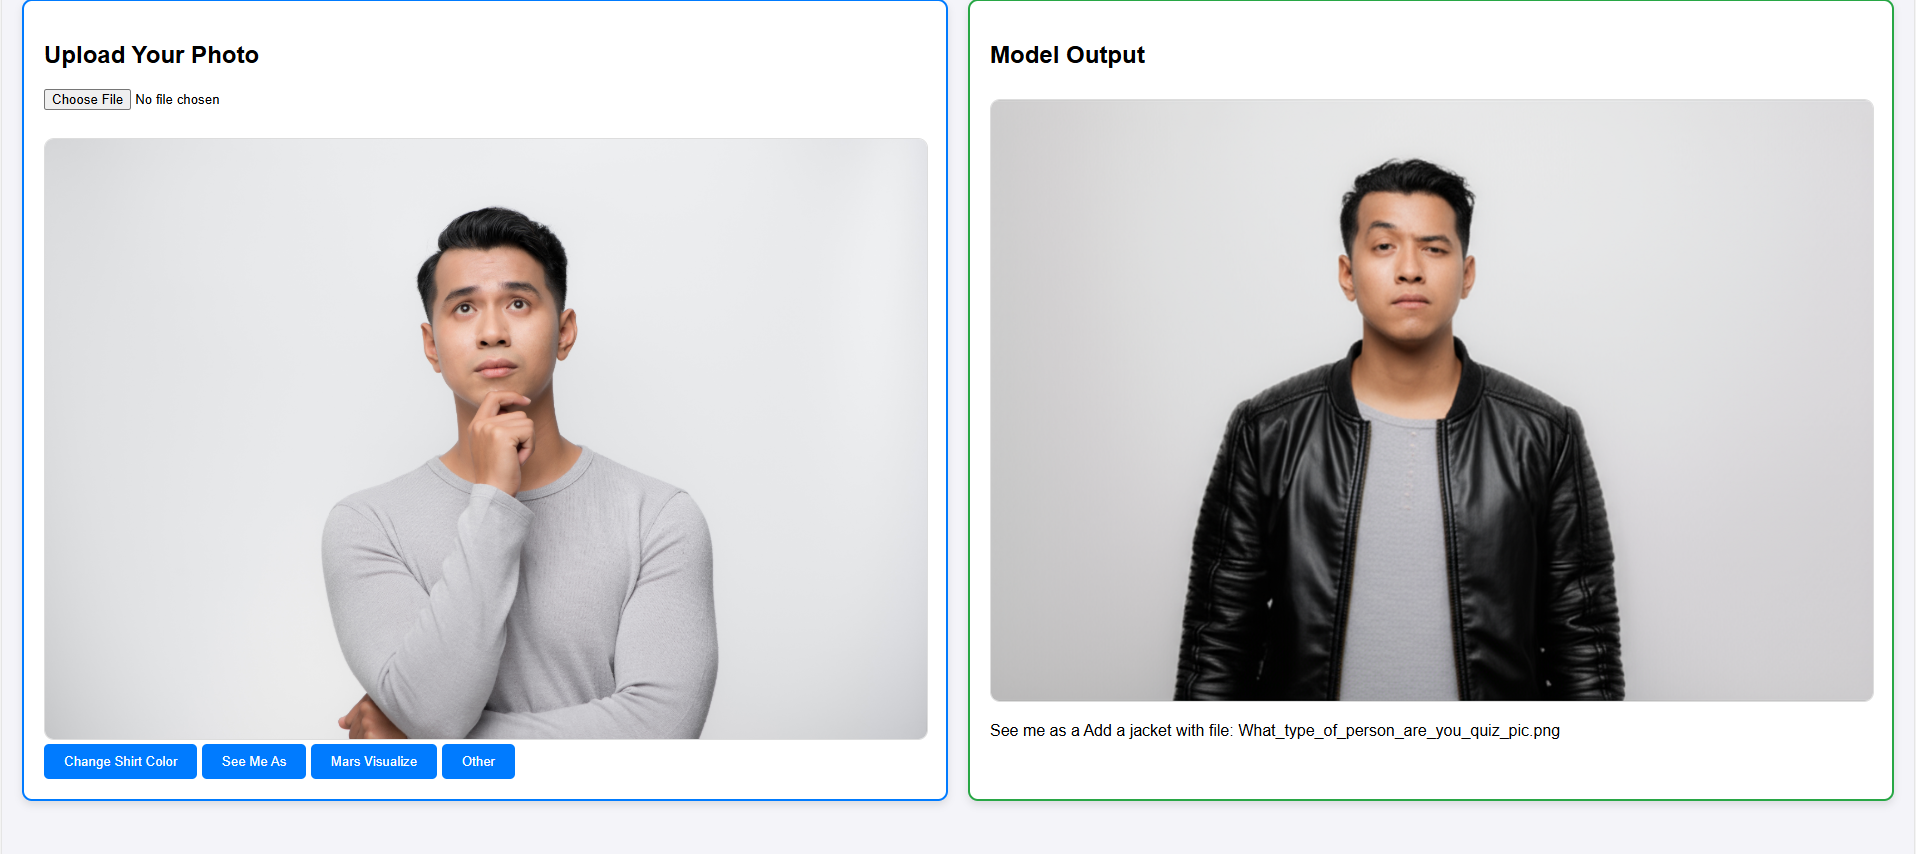 Upload Your Photo
Choose File No file chosen
Change Shirt Color
See Me As
Mars Visualize
Other
Model Output
See me as a Add a jacket with file: What_type_of_person_are_you_quiz_pic.png